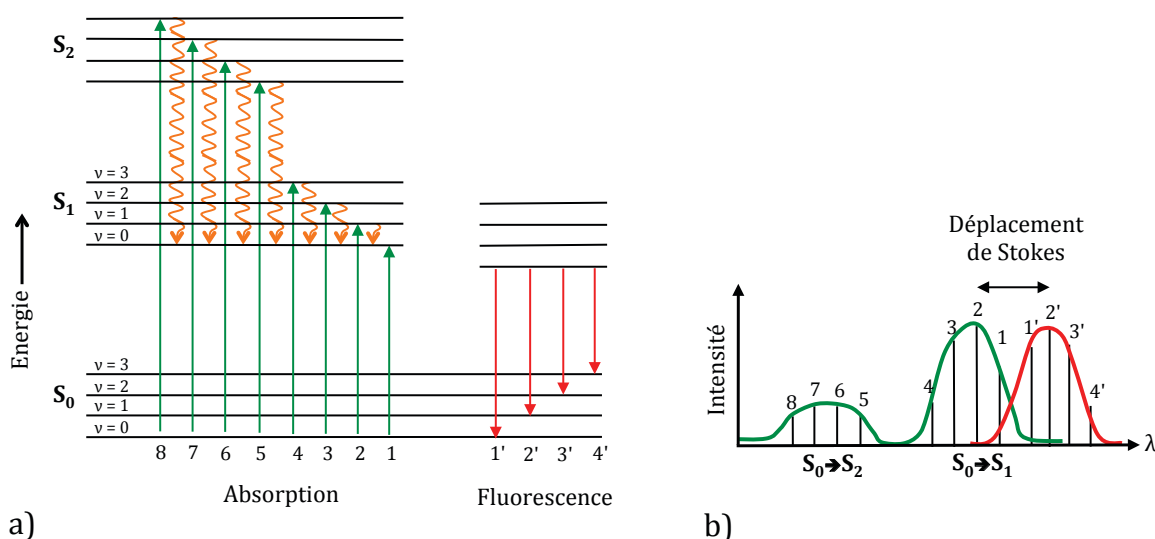 S2
ν = 3
ν = 2
S1
ν = 1
ν = 0
Energie
ν = 3
ν = 2
S0
ν = 1
ν = 0
8 7 6 5 4 3 2 1
1' 2' 3' 4'
Absorption
Fluorescence
a)
Déplacement
de Stokes
Intensité
8 7 6 5 4 3 2 1 1' 2' 3' 4'
λ
S0➔S2
S0➔S1
b)